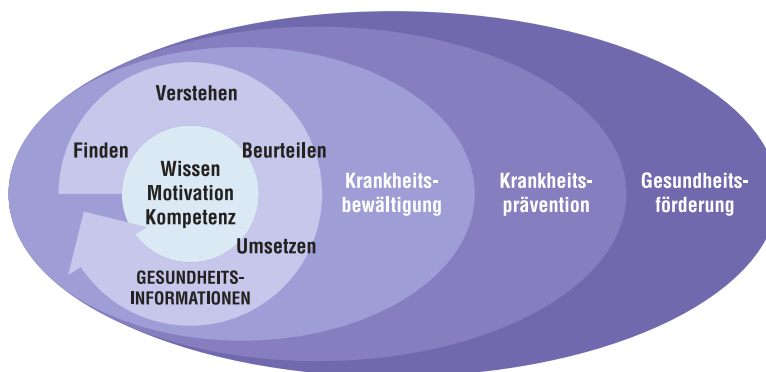 Verstehen
Finden
Beurteilen
Wissen
Motivation
Kompetenz
Umsetzen
GESUNDHEITS-
INFORMATIONEN
Krankheits-
bewältigung
Krankheits-
prävention
Gesundheits-
förderung